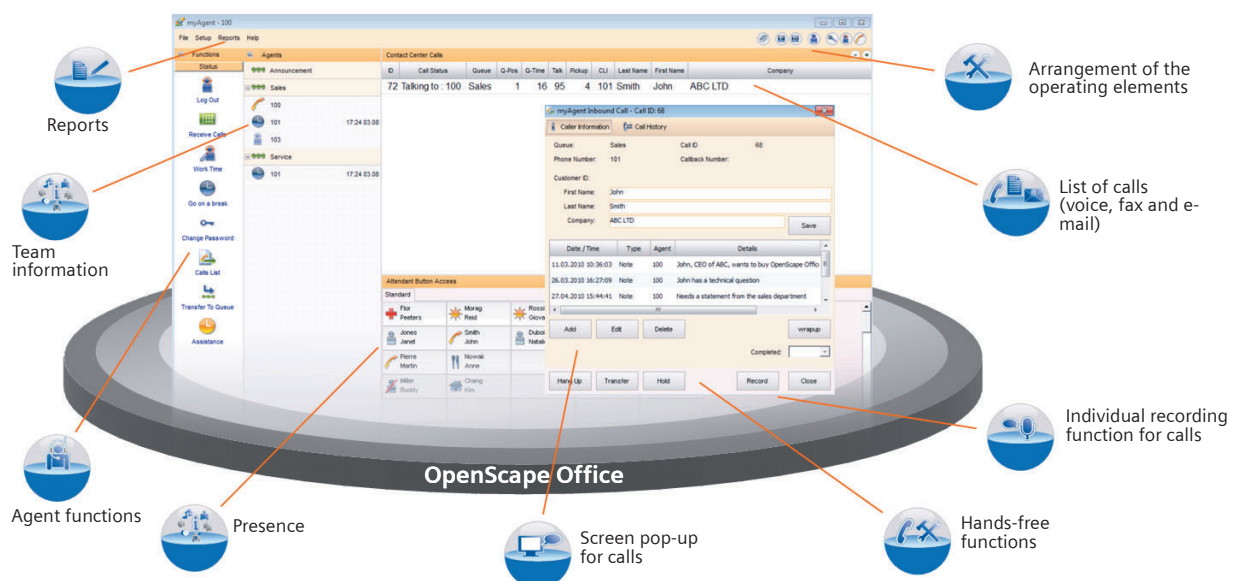 myAgent - 100
File Setup Reports Help
Functions
Agents
Contact Center Calls
Status
Announcement
ID Call Status Queue Q-Pos Q-Time Talk Pickup CLI Last Name First Name Company
72 Talking to : 100 Sales 1 16 95 4 101 Smith John ABC LTD
Sales
Log Out
100
101 17:24 03.08
Receive Calls
103
Service
Work Time
101 17:24 03.08
Go on a break
Change Password
Calls List
Transfer To Queue
Assistance
myAgent Inbound Call - Call ID: 68
Caller Information Call History
Queue: Sales Call ID 68
Phone Number: 101 Callback Number:
Customer ID:
First Name: John
Last Name: Smith
Company: ABC LTD
Save
Date / Time Type Agent Details
11.03.2010 10:36:03 Note 100 John, CEO of ABC, wants to buy OpenScape Offic
26.03.2010 16:27:09 Note 100 John has a technical question
27.04.2010 15:44:41 Note 100 Needs a statement from the sales department
Add Edit Delete wrapup
Completed:
Hang Up Transfer Hold Record Close
Attendant Button Access
Standard
Flor
Peeters
Morag
Reid
Rossi
Giova
Jones
Janet
Smith
John
Duboi
Natali
Pierre
Martin
Nowak
Anne
Miller
Buddy
Chang
Kim
OpenScape Office
Reports
Team
information
Agent functions
Presence
Screen pop-up
for calls
Hands-free
functions
Individual recording
function for calls
List of calls
(voice, fax and e-
mail)
Arrangement of the
operating elements